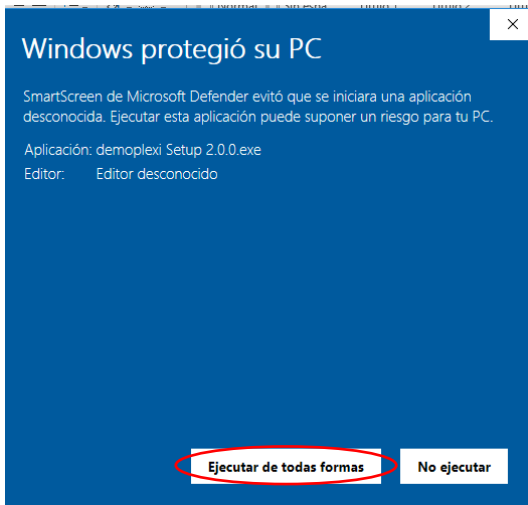 Windows protegió su PC
SmartScreen de Microsoft Defender evitó que se iniciara una aplicación
desconocida. Ejecutar esta aplicación puede suponer un riesgo para tu PC.
Aplicación: demoplexi Setup 2.0.0.exe
Editor: Editor desconocido
Ejecutar de todas formas No ejecutar